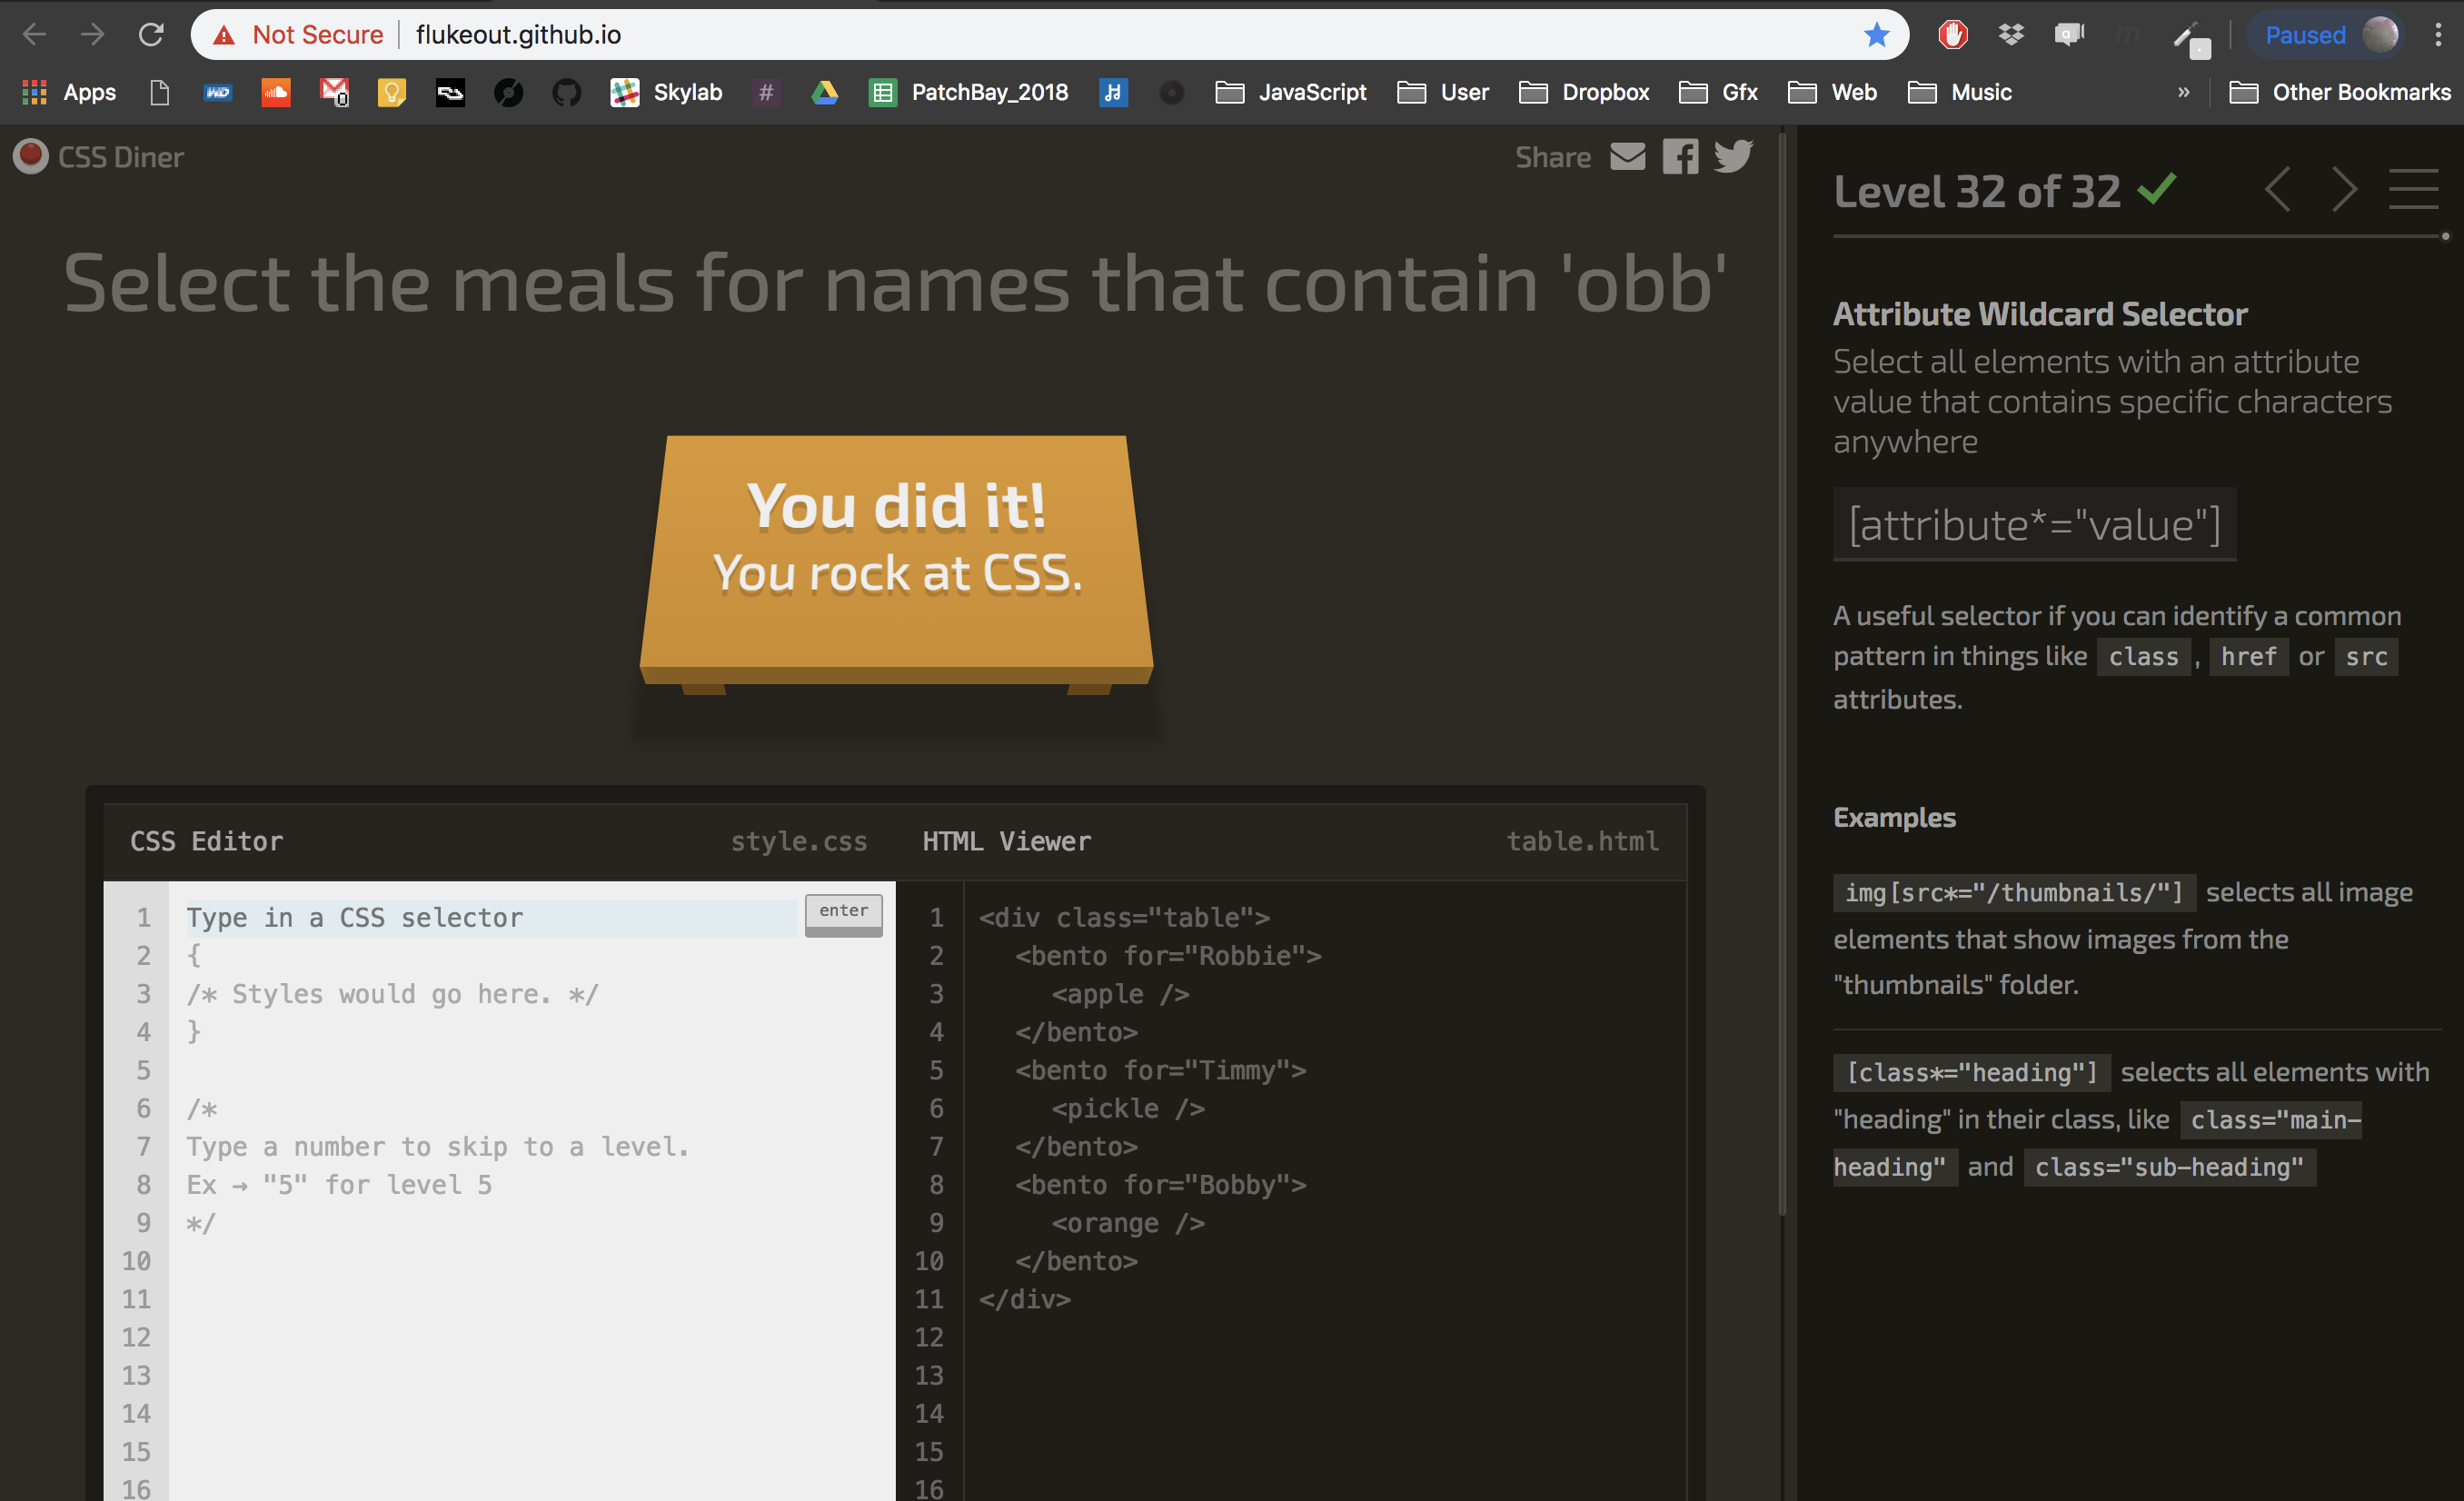 Not Secure | flukeout.github.io
Paused
Apps
WD
0
Skylab
#
PatchBay_2018
JavaScript
User
Dropbox
Gfx
Web
Music
»
Other Bookmarks
CSS Diner
Share
Select the meals for names that contain 'obb'
You did it!
You rock at CSS.
CSS Editor style.css
1 Type in a CSS selector
enter
2 {
3 /* Styles would go here. */
4 }
5
6 /*
7 Type a number to skip to a level.
8 Ex → "5" for level 5
9 */
10
11
12
13
14
15
16
HTML Viewer table.html
1 <div class="table">
2 <bento for="Robbie">
3 <apple />
4 </bento>
5 <bento for="Timmy">
6 <pickle />
7 </bento>
8 <bento for="Bobby">
9 <orange />
10 </bento>
11 </div>
12
13
14
15
16
Level 32 of 32
Attribute Wildcard Selector
Select all elements with an attribute
value that contains specific characters
anywhere
[attribute*="value"]
A useful selector if you can identify a common
pattern in things like class , href or src
attributes.
Examples
img[src*="/thumbnails/"] selects all image
elements that show images from the
"thumbnails" folder.
[class*="heading"] selects all elements with
"heading" in their class, like class="main-
heading" and class="sub-heading"